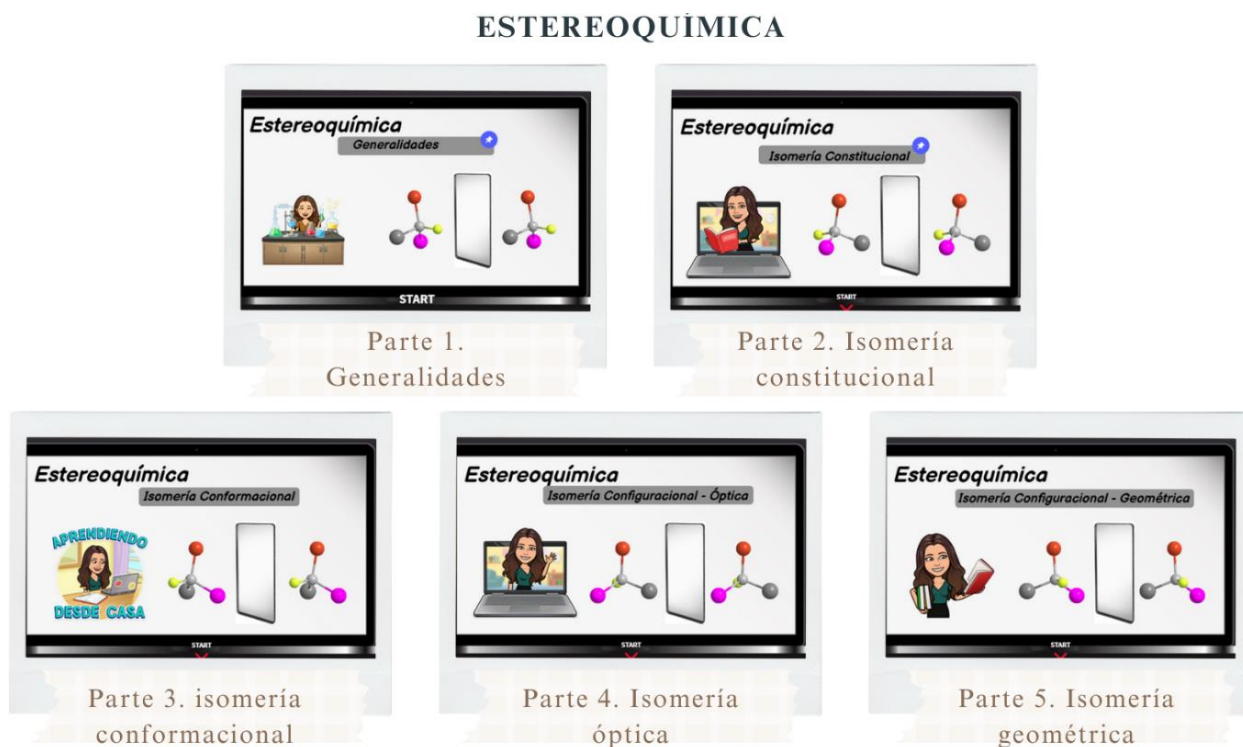 ESTEREOQUÍMICA
Estereoquímica
Generalidades
START
Parte 1.
Generalidades
Estereoquímica
Isomería Constitucional
START
Parte 2. Isomería
constitucional
Estereoquímica
Isomería Conformacional
APRENDIENDO
DESDE CASA
START
Parte 3. isomería
conformacional
Estereoquímica
Isomería Configuracional - Óptica
START
Parte 4. Isomería
óptica
Estereoquímica
Isomería Configuracional - Geométrica
START
Parte 5. Isomería
geométrica